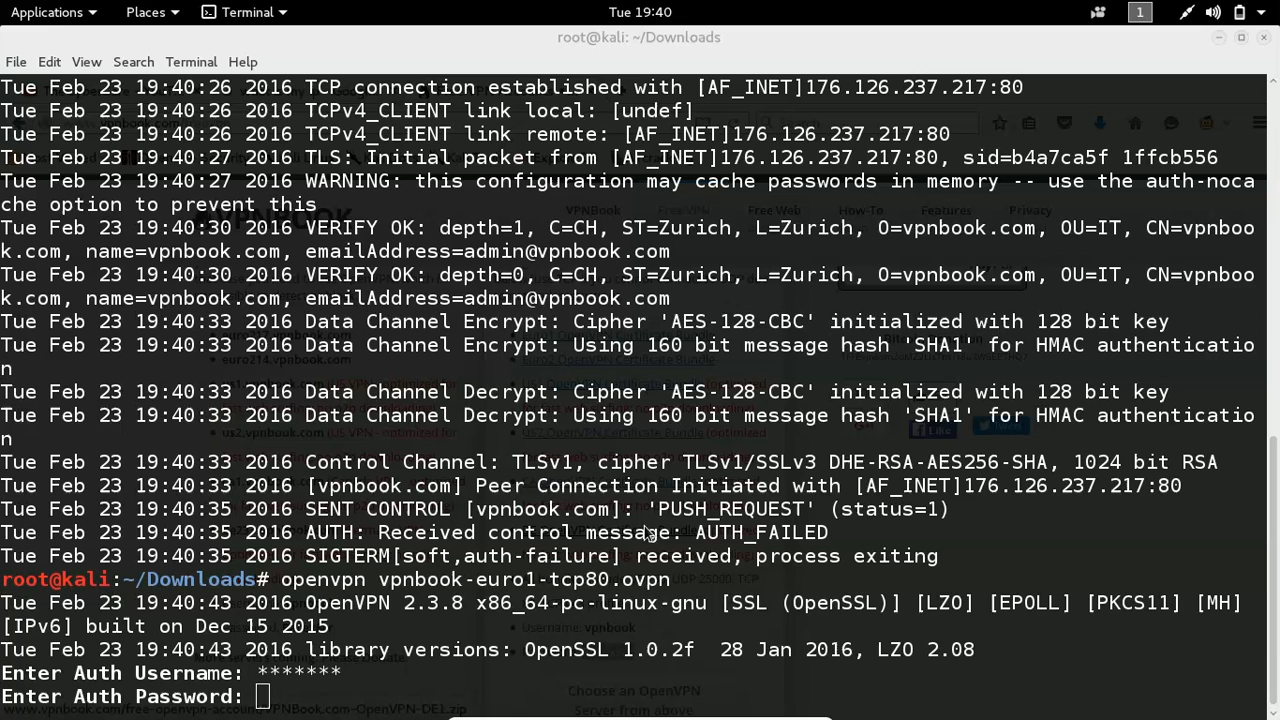 Applications Places Terminal Tue 19:40 1
root@kali: ~/Downloads
File Edit View Search Terminal Help
Tue Feb 23 19:40:26 2016 TCP connection established with [AF_INET]176.126.237.217:80
Tue Feb 23 19:40:26 2016 TCPv4_CLIENT link local: [undef]
Tue Feb 23 19:40:26 2016 TCPv4_CLIENT link remote: [AF_INET]176.126.237.217:80
Tue Feb 23 19:40:27 2016 TLS: Initial packet from [AF_INET]176.126.237.217:80, sid=b4a7ca5f 1ffcb556
Tue Feb 23 19:40:27 2016 WARNING: this configuration may cache passwords in memory -- use the auth-noca
che option to prevent this
VPNBook Free VPN Free Web How-To Features Privacy
Tue Feb 23 19:40:30 2016 VERIFY OK: depth=1, C=CH, ST=Zurich, L=Zurich, O=vpnbook.com, OU=IT, CN=vpnboo
k.com, name=vpnbook.com, emailAddress=admin@vpnbook.com
Tue Feb 23 19:40:30 2016 VERIFY OK: depth=0, C=CH, ST=Zurich, L=Zurich, O=vpnbook.com, OU=IT, CN=vpnboo
k.com, name=vpnbook.com, emailAddress=admin@vpnbook.com
Tue Feb 23 19:40:33 2016 Data Channel Encrypt: Cipher 'AES-128-CBC' initialized with 128 bit key
Tue Feb 23 19:40:33 2016 Data Channel Encrypt: Using 160 bit message hash 'SHA1' for HMAC authenticatio
n
Tue Feb 23 19:40:33 2016 Data Channel Decrypt: Cipher 'AES-128-CBC' initialized with 128 bit key
Tue Feb 23 19:40:33 2016 Data Channel Decrypt: Using 160 bit message hash 'SHA1' for HMAC authenticatio
n
Tue Feb 23 19:40:33 2016 Control Channel: TLSv1, cipher TLSv1/SSLv3 DHE-RSA-AES256-SHA, 1024 bit RSA
Tue Feb 23 19:40:33 2016 [vpnbook.com] Peer Connection Initiated with [AF_INET]176.126.237.217:80
Tue Feb 23 19:40:35 2016 SENT CONTROL [vpnbook.com]: 'PUSH_REQUEST' (status=1)
Tue Feb 23 19:40:35 2016 AUTH: Received control message: AUTH_FAILED
Tue Feb 23 19:40:35 2016 SIGTERM[soft,auth-failure] received, process exiting
root@kali:~/Downloads# openvpn vpnbook-euro1-tcp80.ovpn
Tue Feb 23 19:40:43 2016 OpenVPN 2.3.8 x86_64-pc-linux-gnu [SSL (OpenSSL)] [LZO] [EPOLL] [PKCS11] [MH]
[IPv6] built on Dec 15 2015
Username: vpnbook
Tue Feb 23 19:40:43 2016 library versions: OpenSSL 1.0.2f  28 Jan 2016, LZO 2.08
Enter Auth Username: *******
Enter Auth Password:
Choose an OpenVPN
Server from above